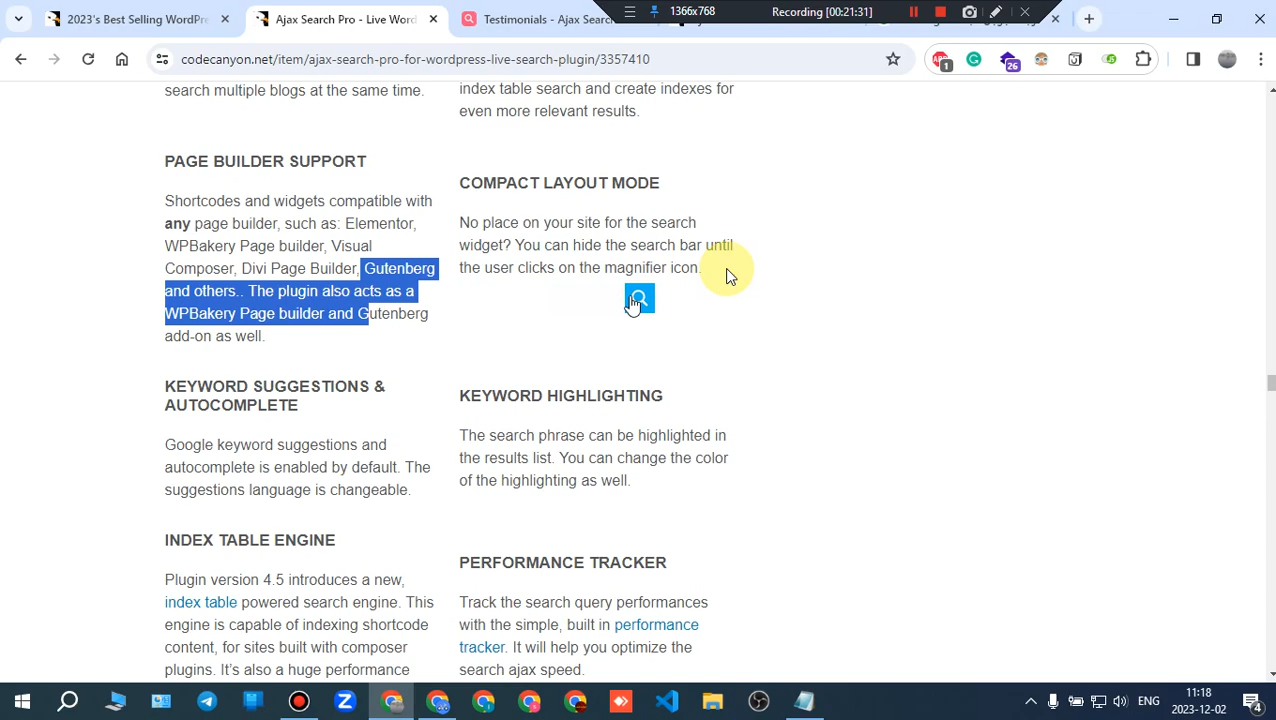 2023's Best Selling WordPre
Ajax Search Pro - Live Word
Testimonials - Ajax Searc
1366x768
Recording [00:21:31]
codecanyon.net/item/ajax-search-pro-for-wordpress-live-search-plugin/3357410
1
26
search multiple blogs at the same time.
PAGE BUILDER SUPPORT
Shortcodes and widgets compatible with
any page builder, such as: Elementor,
WPBakery Page builder, Visual
Composer, Divi Page Builder, Gutenberg
and others.. The plugin also acts as a
WPBakery Page builder and Gutenberg
add-on as well.
KEYWORD SUGGESTIONS &
AUTOCOMPLETE
Google keyword suggestions and
autocomplete is enabled by default. The
suggestions language is changeable.
INDEX TABLE ENGINE
Plugin version 4.5 introduces a new,
index table powered search engine. This
engine is capable of indexing shortcode
content, for sites built with composer
plugins. It's also a huge performance
index table search and create indexes for
even more relevant results.
COMPACT LAYOUT MODE
No place on your site for the search
widget? You can hide the search bar until
the user clicks on the magnifier icon.
KEYWORD HIGHLIGHTING
The search phrase can be highlighted in
the results list. You can change the color
of the highlighting as well.
PERFORMANCE TRACKER
Track the search query performances
with the simple, built in performance
tracker. It will help you optimize the
search ajax speed.
ENG
11:18
2023-12-02
4